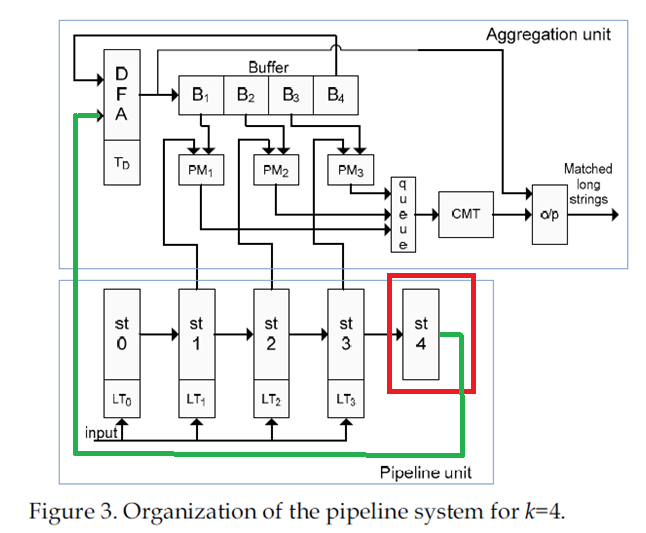 Aggregation unit
Buffer
D
F
A
TD
B1
B2
B3
B4
PM1
PM2
PM3
q
u
e
u
e
CMT
o/p
Matched
long
strings
st
0
st
1
st
2
st
3
st
4
LT0
LT1
LT2
LT3
input
Pipeline unit
Figure 3. Organization of the pipeline system for k=4.